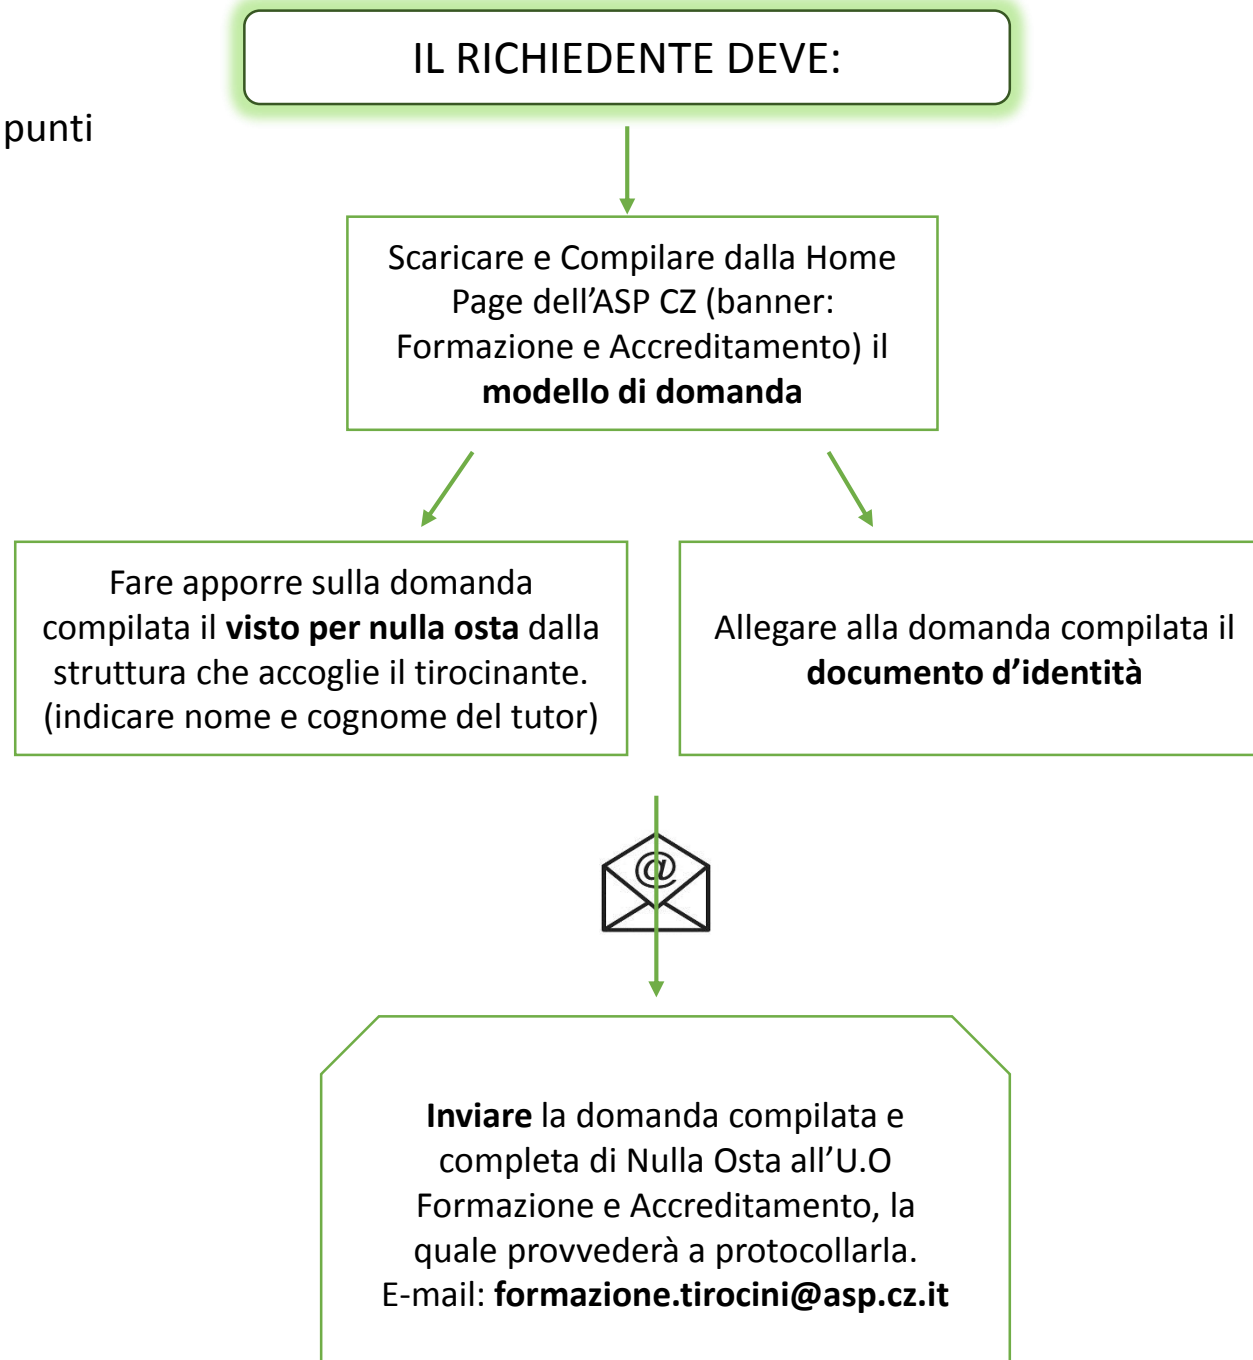 IL RICHIEDENTE DEVE:
punti
Scaricare e Compilare dalla Home
Page dell’ASP CZ (banner:
Formazione e Accreditamento) il
modello di domanda
Fare apporre sulla domanda
compilata il visto per nulla osta dalla
struttura che accoglie il tirocinante.
(indicare nome e cognome del tutor)
Allegare alla domanda compilata il
documento d’identità
@
Inviare la domanda compilata e
completa di Nulla Osta all’U.O
Formazione e Accreditamento, la
quale provvederà a protocollarla.
E-mail: formazione.tirocini@asp.cz.it